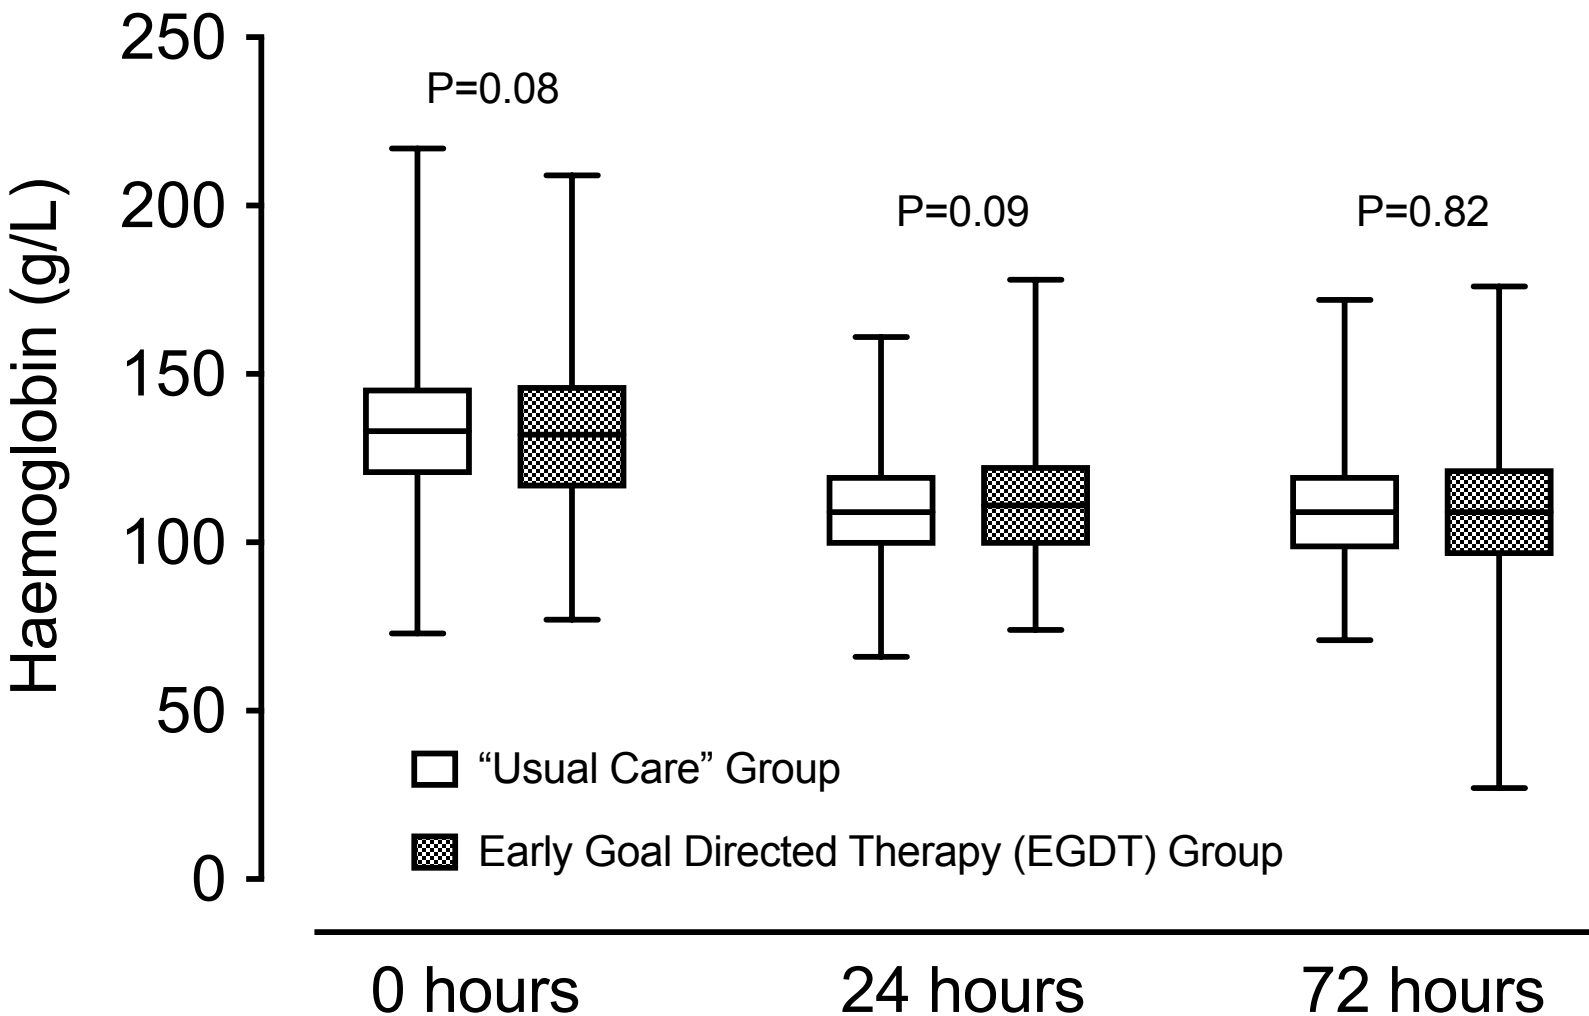 Haemoglobin (g/L)
250
200
150
100
50
0
P=0.08
P=0.09
P=0.82
“Usual Care” Group
Early Goal Directed Therapy (EGDT) Group
0 hours
24 hours
72 hours